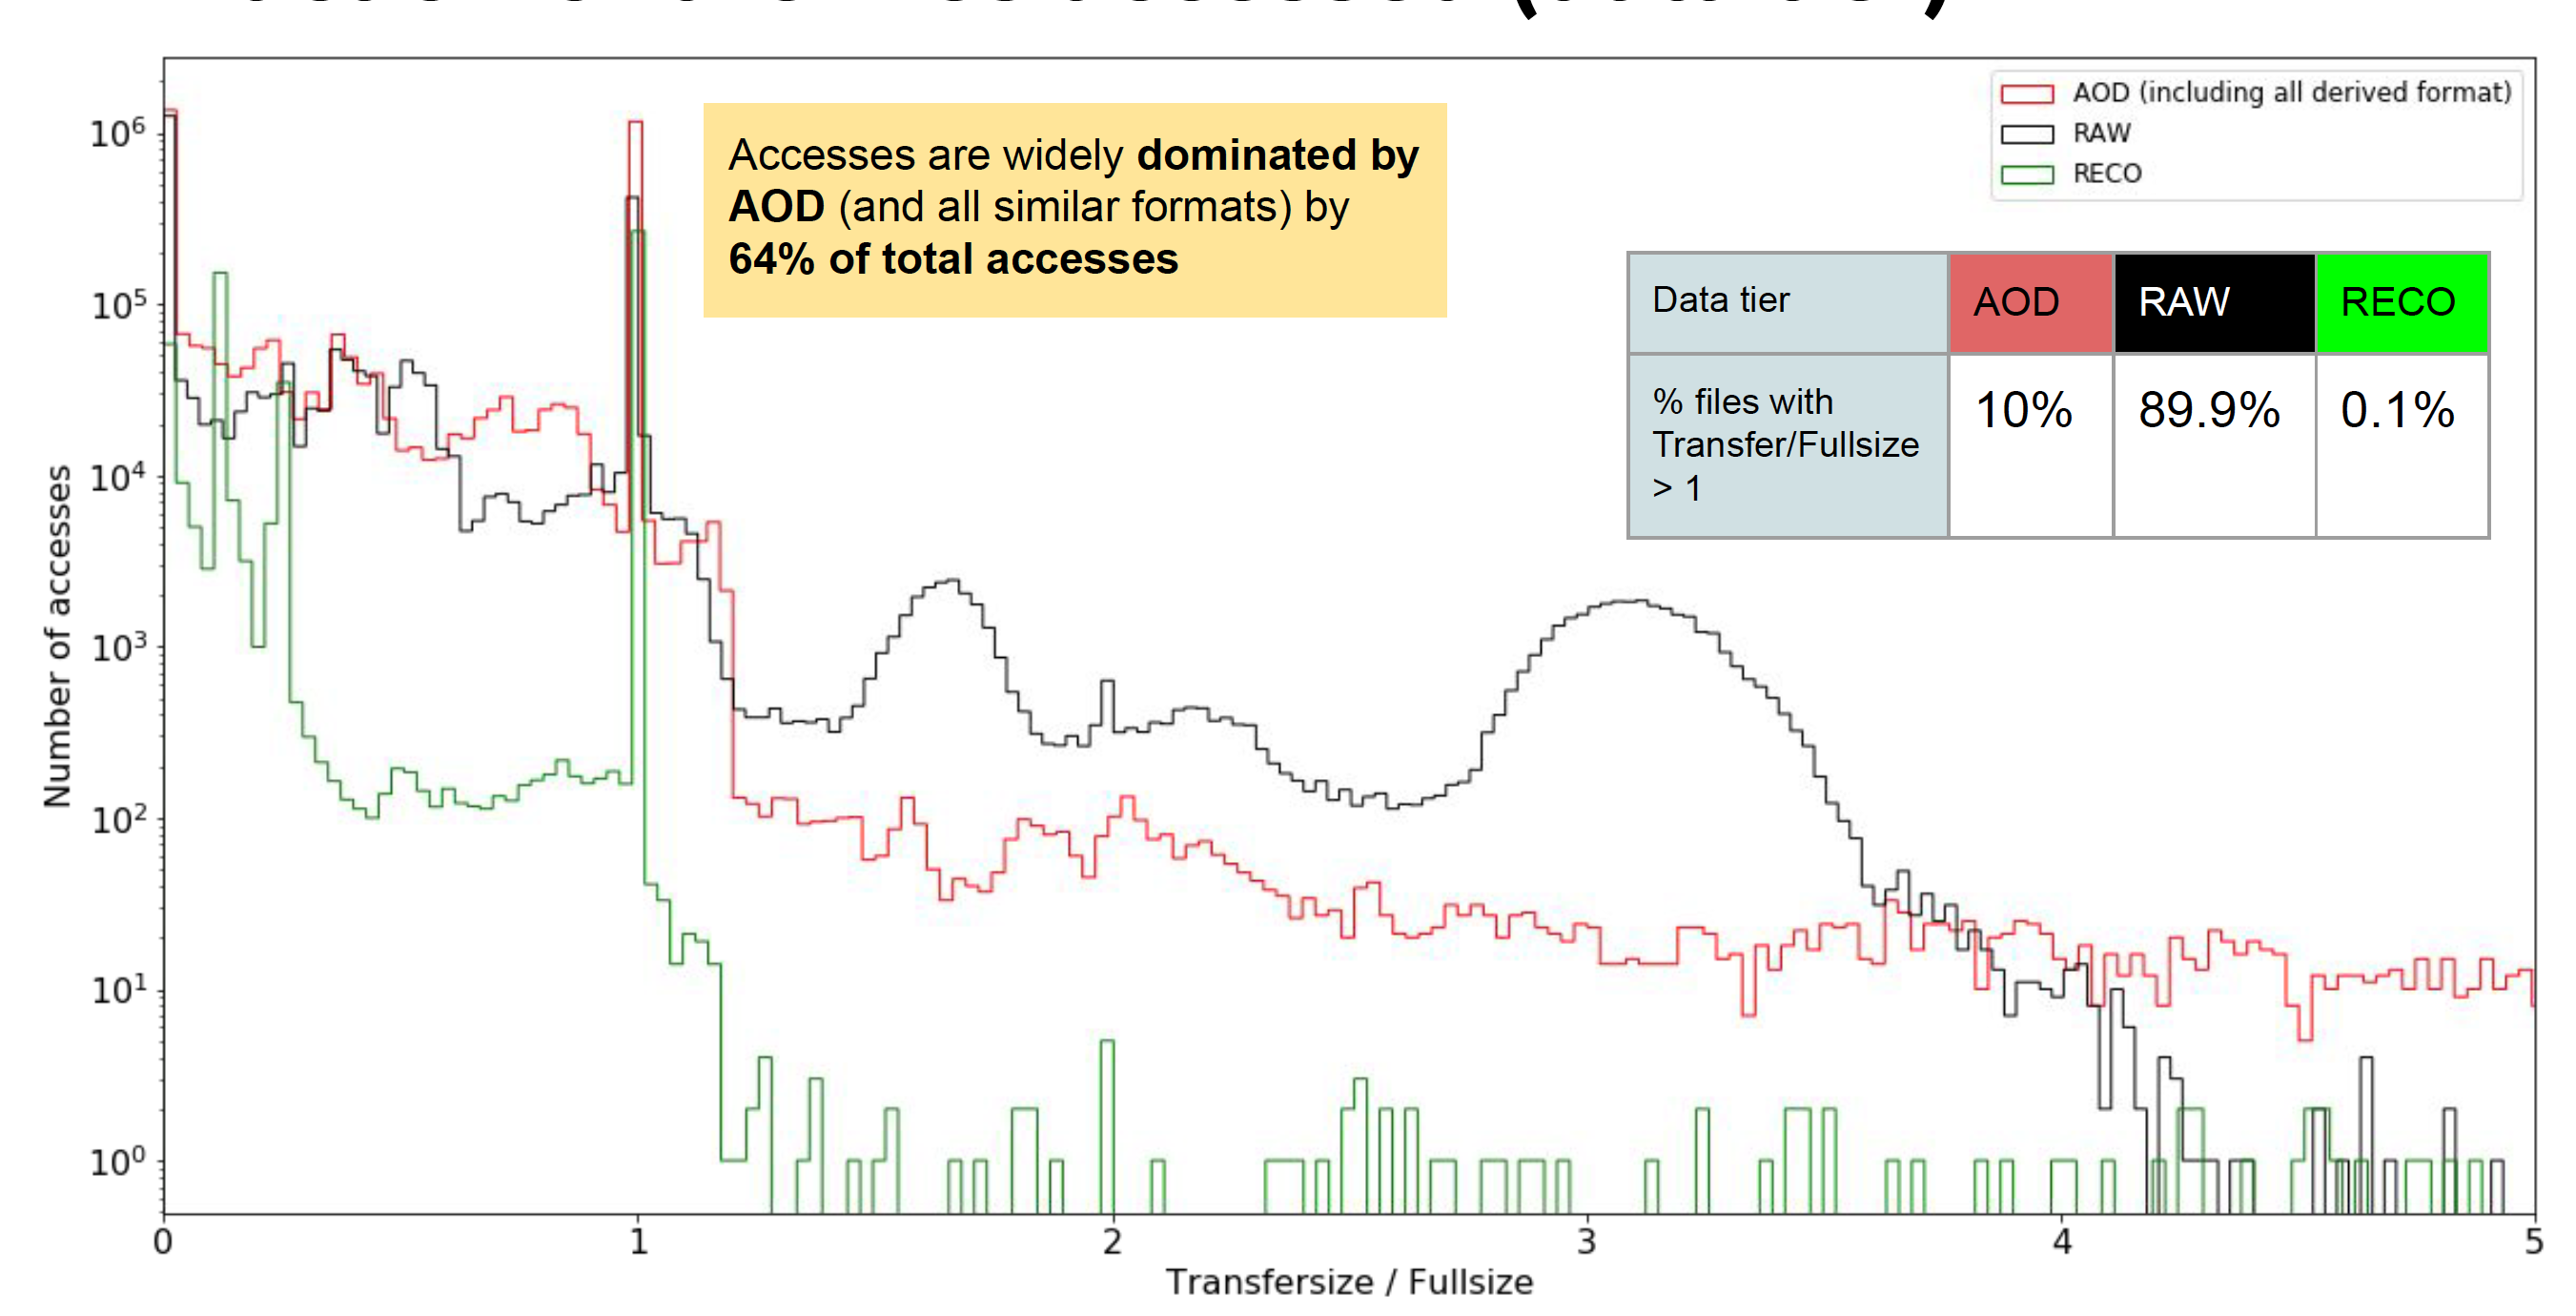 AOD (including all derived format)
RAW
RECO
Accesses are widely dominated by
AOD (and all similar formats) by
64% of total accesses
Data tier AOD RAW RECO
% files with
Transfer/Fullsize
> 1
10% 89.9% 0.1%
Number of accesses
10⁶
10⁵
10⁴
10³
10²
10¹
10⁰
0 1 2 3 4 5
Transfersize / Fullsize